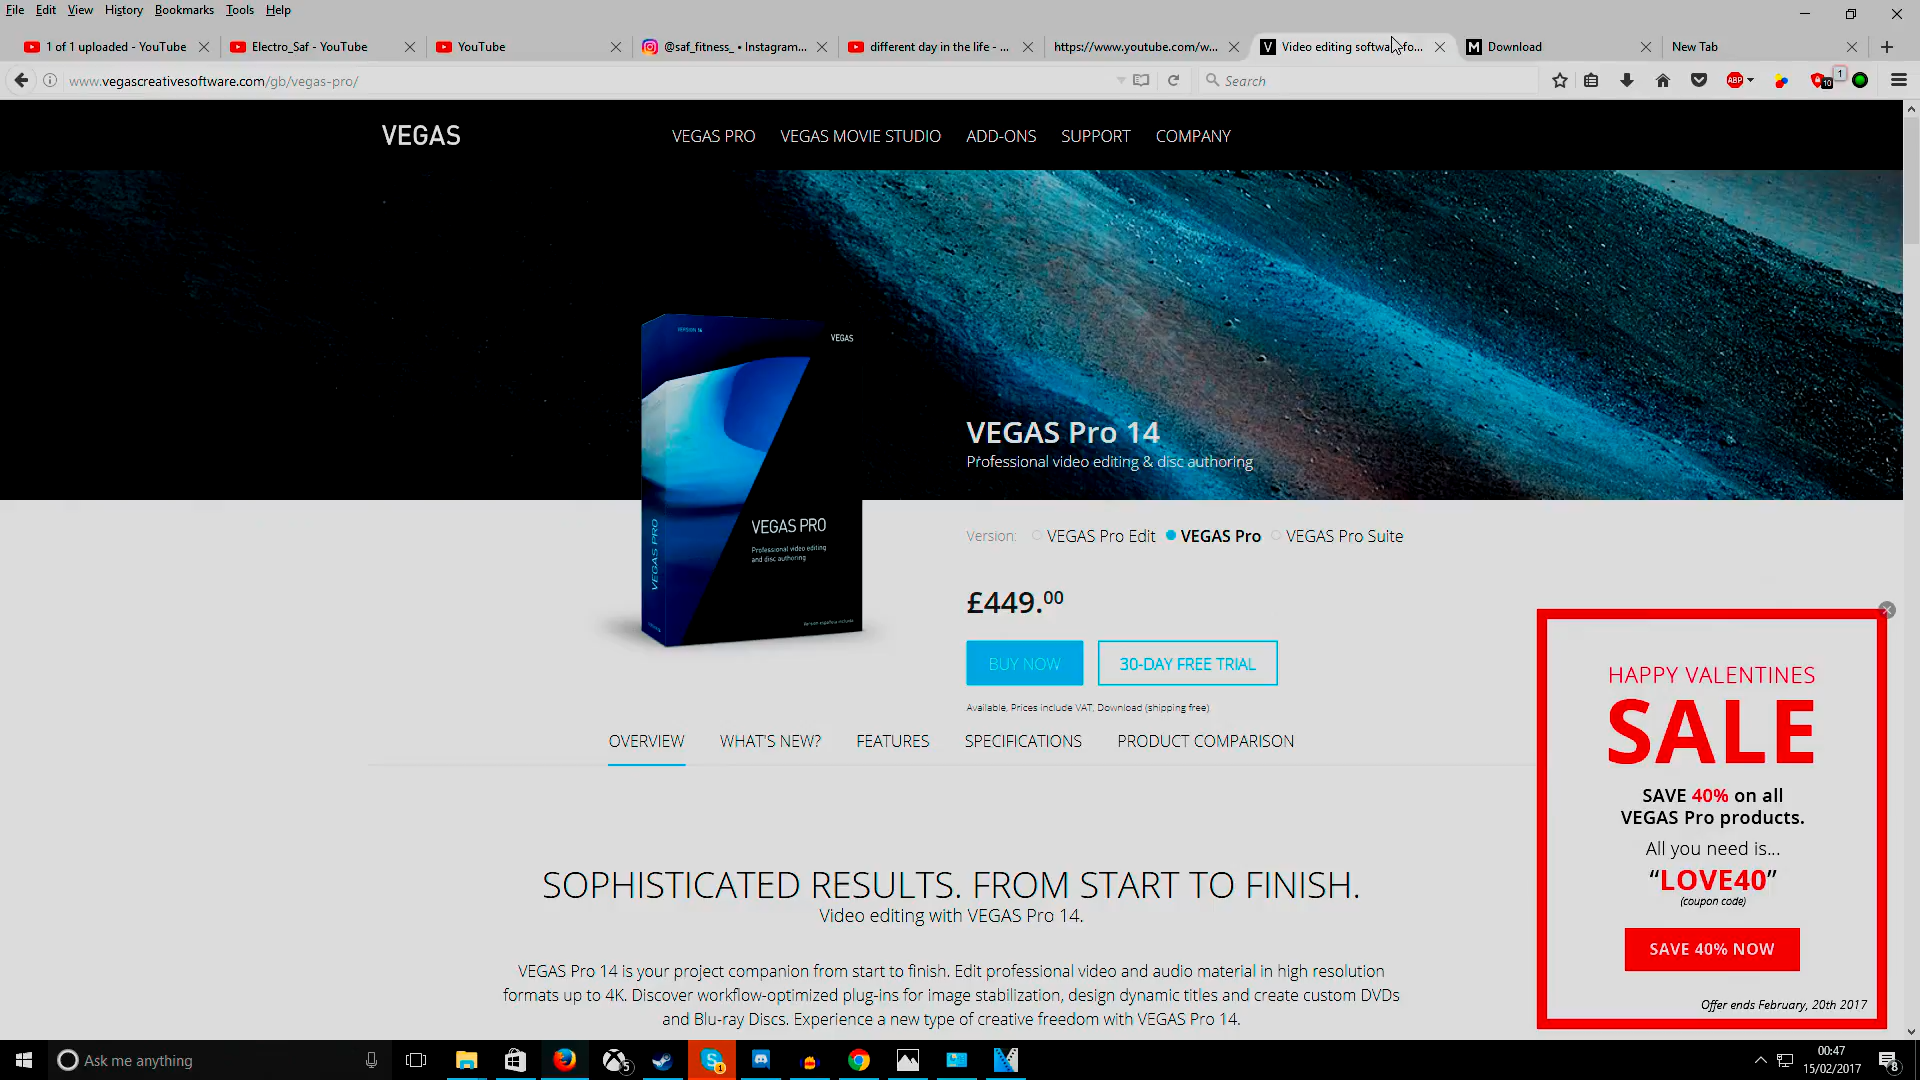 File Edit View History Bookmarks Tools Help
1 of 1 uploaded - YouTube
Electro_Saf - YouTube
YouTube
@saf_fitness_ • Instagram...
different day in the life - ...
https://www.youtube.com/w...
Video editing software fo...
Download
New Tab
www.vegascreativesoftware.com/gb/vegas-pro/
Search
ABP
10
1
VEGAS
VEGAS PRO VEGAS MOVIE STUDIO ADD-ONS SUPPORT COMPANY
VERSION 14
VEGAS
VEGAS PRO
Professional video editing
and disc authoring
VEGAS PRO
VEGAS Pro 14
Professional video editing & disc authoring
Version: VEGAS Pro Edit VEGAS Pro VEGAS Pro Suite
£449.00
BUY NOW
30-DAY FREE TRIAL
Available, Prices include VAT, Download (shipping free)
OVERVIEW WHAT'S NEW? FEATURES SPECIFICATIONS PRODUCT COMPARISON
SOPHISTICATED RESULTS. FROM START TO FINISH.
Video editing with VEGAS Pro 14.
VEGAS Pro 14 is your project companion from start to finish. Edit professional video and audio material in high resolution
formats up to 4K. Discover workflow-optimized plug-ins for image stabilization, design dynamic titles and create custom DVDs
and Blu-ray Discs. Experience a new type of creative freedom with VEGAS Pro 14.
HAPPY VALENTINES
SALE
SAVE 40% on all
VEGAS Pro products.
All you need is...
“LOVE40”
(coupon code)
SAVE 40% NOW
Offer ends February, 20th 2017
Ask me anything
5
1
00:47
15/02/2017
8